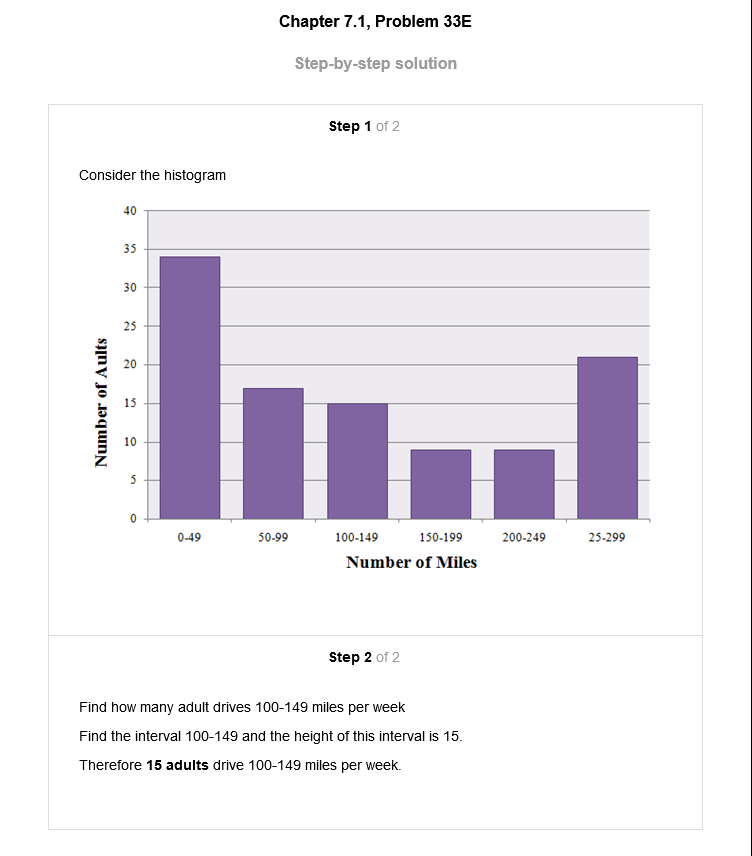 Chapter 7.1, Problem 33E
Step-by-step solution
Step 1 of 2
Consider the histogram
40
35
30
25
20
15
10
5
0
Number of Aults
0-49 50-99 100-149 150-199 200-249 25-299
Number of Miles
Step 2 of 2
Find how many adult drives 100-149 miles per week
Find the interval 100-149 and the height of this interval is 15.
Therefore 15 adults drive 100-149 miles per week.